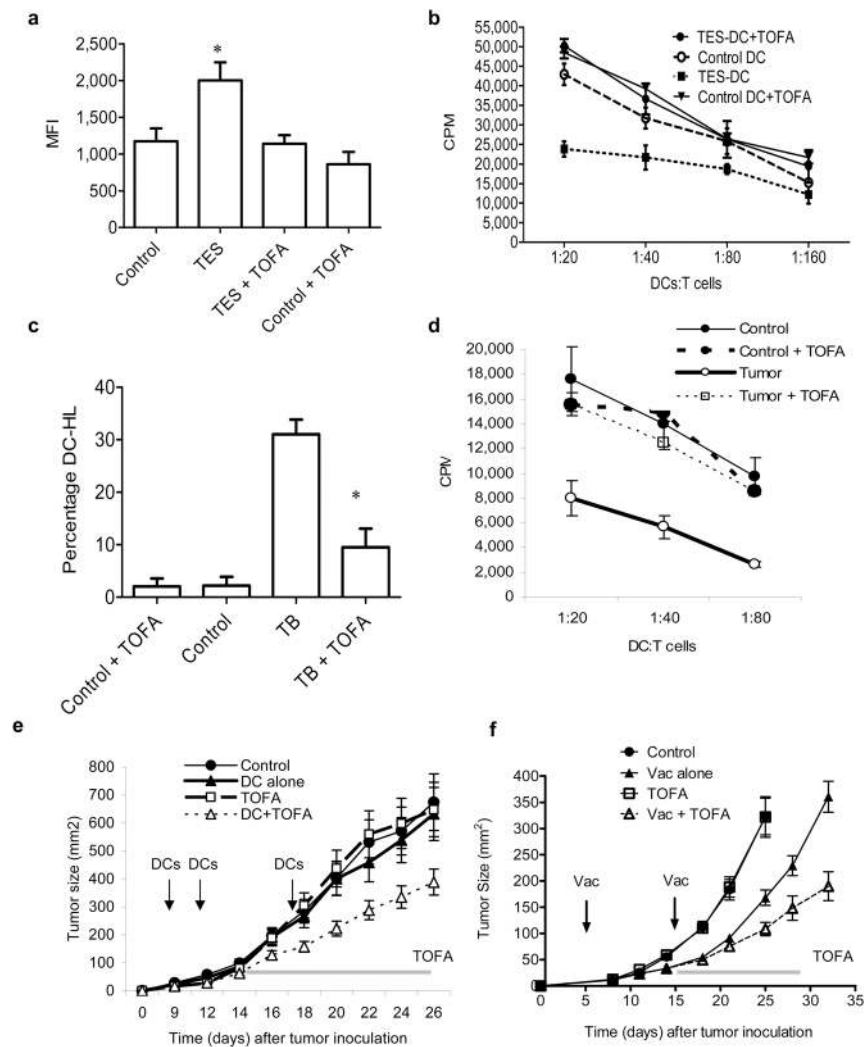 a
MFI
2,500
2,000
1,500
1,000
500
0
*
Control
TES
TES + TOFA
Control + TOFA
b
CPM
55,000
50,000
45,000
40,000
35,000
30,000
25,000
20,000
15,000
10,000
5,000
0
TES-DC+TOFA
Control DC
TES-DC
Control DC+TOFA
1:20
1:40
1:80
1:160
DCs:T cells
c
Percentage DC-HL
40
30
20
10
0
*
Control + TOFA
Control
TB
TB + TOFA
d
CPM
20,000
18,000
16,000
14,000
12,000
10,000
8,000
6,000
4,000
2,000
0
Control
Control + TOFA
Tumor
Tumor + TOFA
1:20
1:40
1:80
DC:T cells
e
Tumor size (mm2)
800
700
600
500
400
300
200
100
0
Control
DC alone
TOFA
DC+TOFA
DCs DCs DCs
TOFA
0 9 12 14 16 18 20 22 24 26
Time (days) after tumor inoculation
f
Tumor Size (mm²)
400
350
300
250
200
150
100
50
0
Control
Vac alone
TOFA
Vac + TOFA
Vac Vac
TOFA
0 5 10 15 20 25 30 35
Time (days) after tumor inoculation